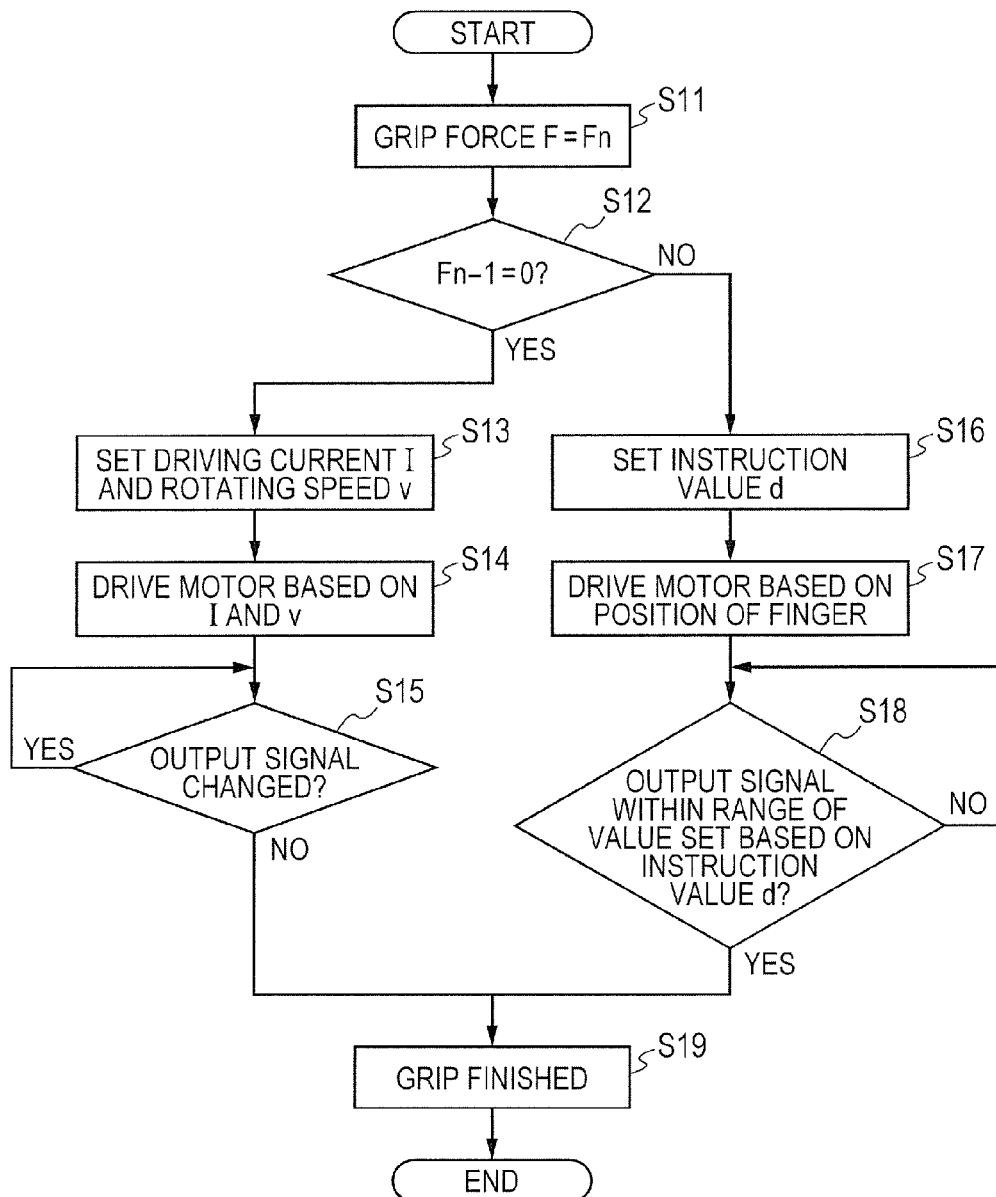 START
S11
GRIP FORCE F=Fn
S12
Fn-1=0?
NO
YES
S13
SET DRIVING CURRENT I
AND ROTATING SPEED v
S16
SET INSTRUCTION
VALUE d
S14
DRIVE MOTOR BASED ON
I AND v
S17
DRIVE MOTOR BASED ON
POSITION OF FINGER
S15
YES
OUTPUT SIGNAL
CHANGED?
NO
S18
OUTPUT SIGNAL
WITHIN RANGE OF
VALUE SET BASED ON
INSTRUCTION
VALUE d?
NO
YES
S19
GRIP FINISHED
END